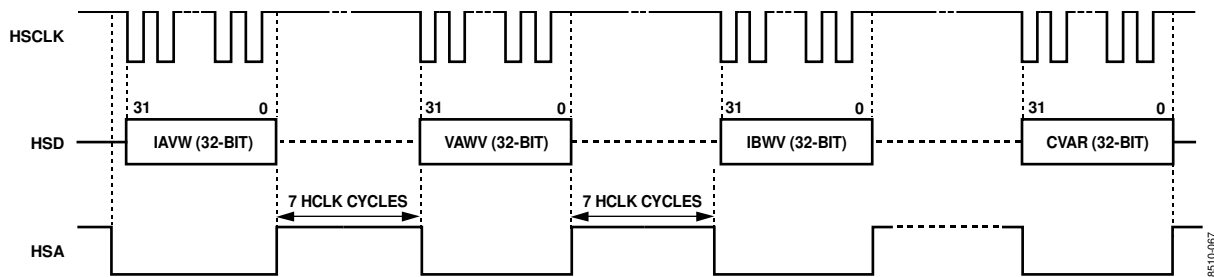 HSCLK
31 0 31 0 31 0 31 0
HSD
IAVW (32-BIT) VAWV (32-BIT) IBWV (32-BIT) CVAR (32-BIT)
7 HCLK CYCLES 7 HCLK CYCLES
HSA
8510-067